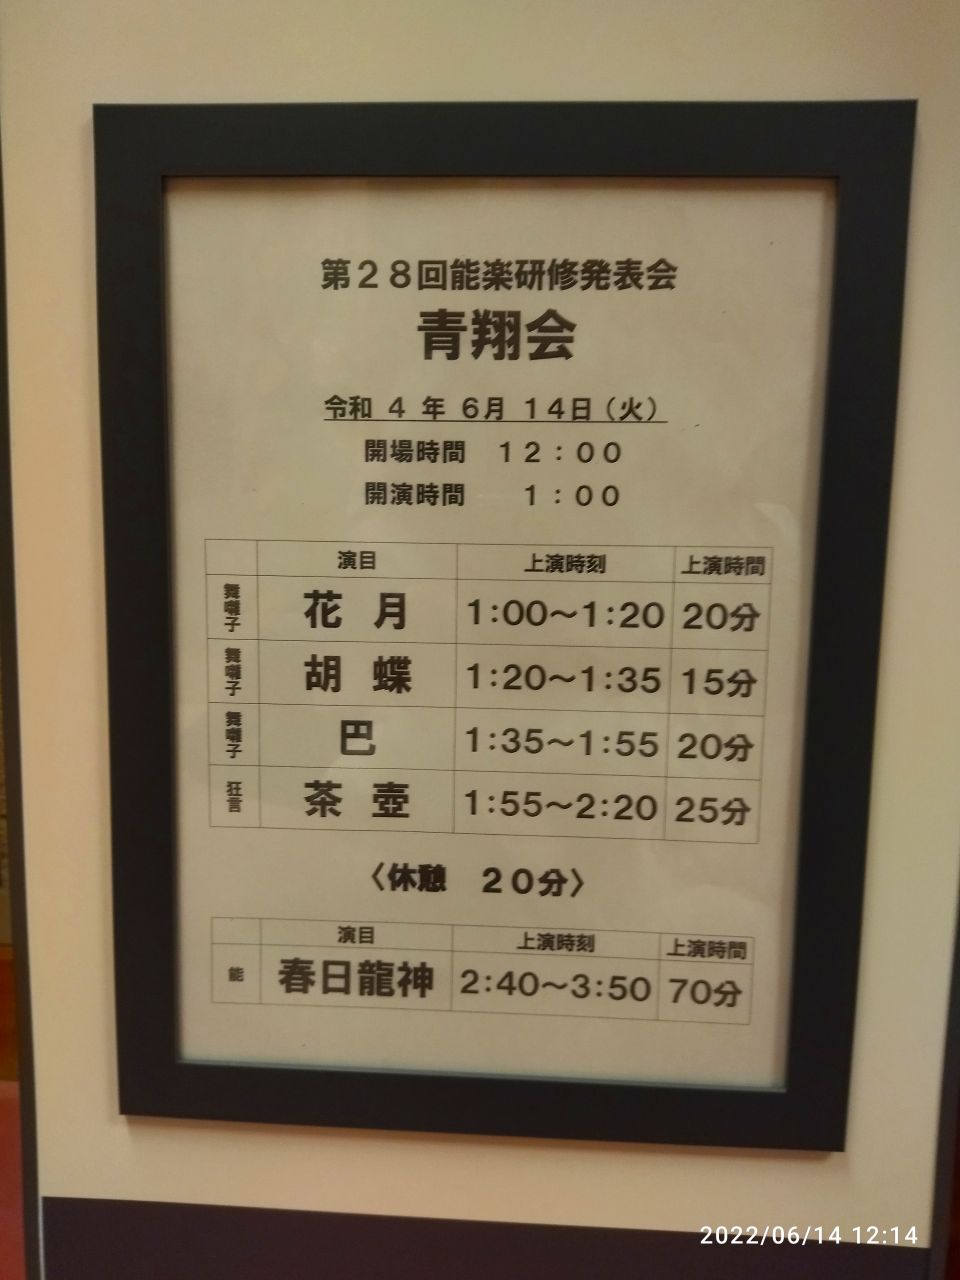 第２８回能楽研修発表会
青翔会
令和 ４ 年 ６月 １４日（火）
開場時間 １２：００
開演時間 １：００
演目 上演時刻 上演時間
舞囃子 花 月 1:00～1:20 20分
舞囃子 胡 蝶 1:20～1:35 15分
舞囃子 巴 1:35～1:55 20分
狂言 茶 壺 1:55～2:20 25分
〈休憩 ２０分〉
演目 上演時刻 上演時間
能 春日龍神 2:40～3:50 70分
2022/06/14 12:14